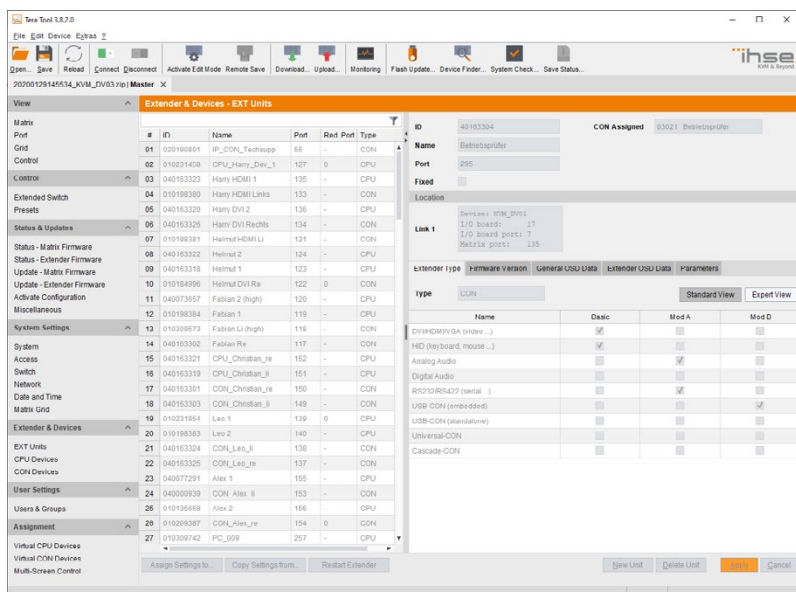 Tera Tool 3.8.2.0
File Edit Device Extras ?
Open... Save Reload Connect Disconnect Activate Edit Mode Remote Save Download... Upload... Monitoring Flash Update... Device Finder... System Check... Save Status...
ihse
KVM & Beyond
20200129145534_KVM_DV03.zip | Master
View
Matrix
Port
Grid
Control
Control
Extended Switch
Presets
Status & Updates
Status - Matrix Firmware
Status - Extender Firmware
Update - Matrix Firmware
Update - Extender Firmware
Activate Configuration
Miscellaneous
System Settings
System
Access
Switch
Network
Date and Time
Matrix Grid
Extender & Devices
EXT Units
CPU Devices
CON Devices
User Settings
Users & Groups
Assignment
Virtual CPU Devices
Virtual CON Devices
Multi-Screen Control
Extender & Devices - EXT Units
# ID Name Port Red Port Type
01 020190801 IP_CON_Techsupp 66 - CON
02 010231458 CPU_Harry_Dev_1 127 0 CPU
03 040163323 Harry HDMI 1 135 - CPU
04 010198380 Harry HDMI Links 133 - CON
05 040163320 Harry DVI 2 136 - CPU
06 040163326 Harry DVI Rechts 134 - CON
07 010198381 Helmut HDMI Li 121 - CON
08 040163322 Helmut 2 124 - CPU
09 040163318 Helmut 1 123 - CPU
10 010184996 Helmut DVI Re 122 0 CON
11 040073657 Fabian 2 (high) 120 - CPU
12 010198384 Fabian 1 119 - CPU
13 010309673 Fabian Li (high) 118 - CON
14 040163302 Fabian Re 117 - CON
15 040163321 CPU_Christian_re 152 - CPU
16 040163319 CPU_Christian_li 151 - CPU
17 040163301 CON_Christian_re 150 - CON
18 040163303 CON_Christian_li 149 - CON
19 010231854 Leo 1 139 0 CPU
20 010198383 Leo 2 140 - CPU
21 040163324 CON_Leo_li 138 - CON
22 040163325 CON_Leo_re 137 - CON
23 040077291 Alex 1 155 - CPU
24 040000939 CON_Alex_li 153 - CON
25 010136668 Alex 2 156 - CPU
26 010209387 CON_Alex_re 154 0 CON
27 010309742 PC_009 257 - CPU
Assign Settings to... Copy Settings from... Restart Extender
ID 40163304 CON Assigned 03021 Betriebsprüfer
Name Betriebsprüfer
Port 295
Fixed
Location
Link 1
Device: KVM_DV01
I/O board: 17
I/O board port: 7
Matrix port: 135
Extender Type Firmware Version General OSD Data Extender OSD Data Parameters
Type CON Standard View Expert View
Name Basic Mod A Mod D
DVI/HDMI/VGA (video ...)
HID (keyboard, mouse ...)
Analog Audio
Digital Audio
RS232/RS422 (serial ...)
USB-CON (embedded)
USB-CON (standalone)
Universal-CON
Cascade-CON
New Unit Delete Unit Apply Cancel